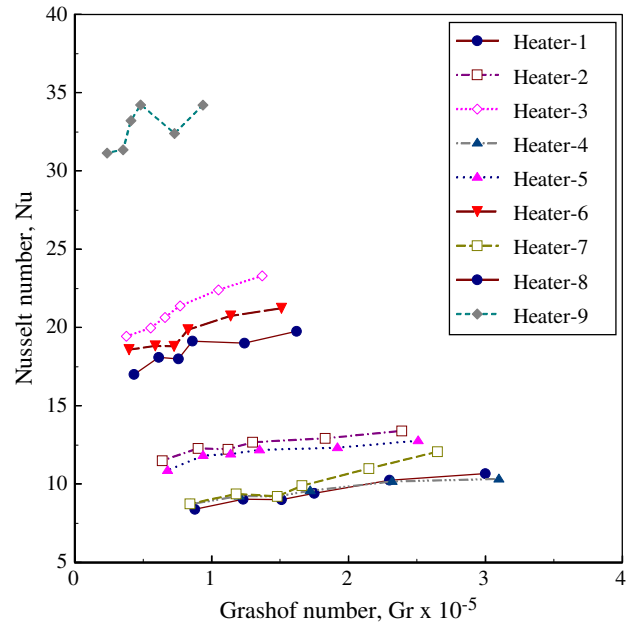 40
35
30
25
20
15
10
5
0
1
2
3
4
Nusselt number, Nu
Grashof number, Gr x 10⁻⁵
Heater-1
Heater-2
Heater-3
Heater-4
Heater-5
Heater-6
Heater-7
Heater-8
Heater-9